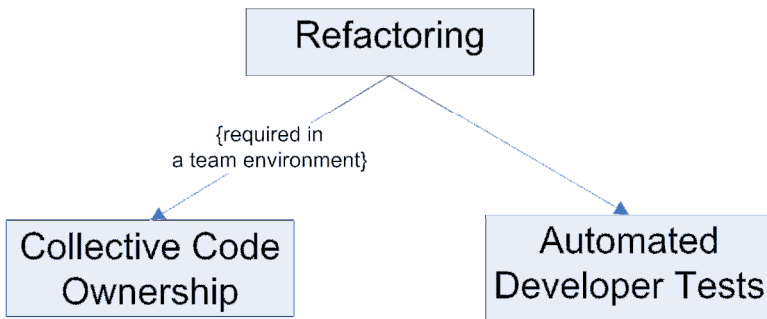 Refactoring
{required in
a team environment}
Collective Code
Ownership
Automated
Developer Tests